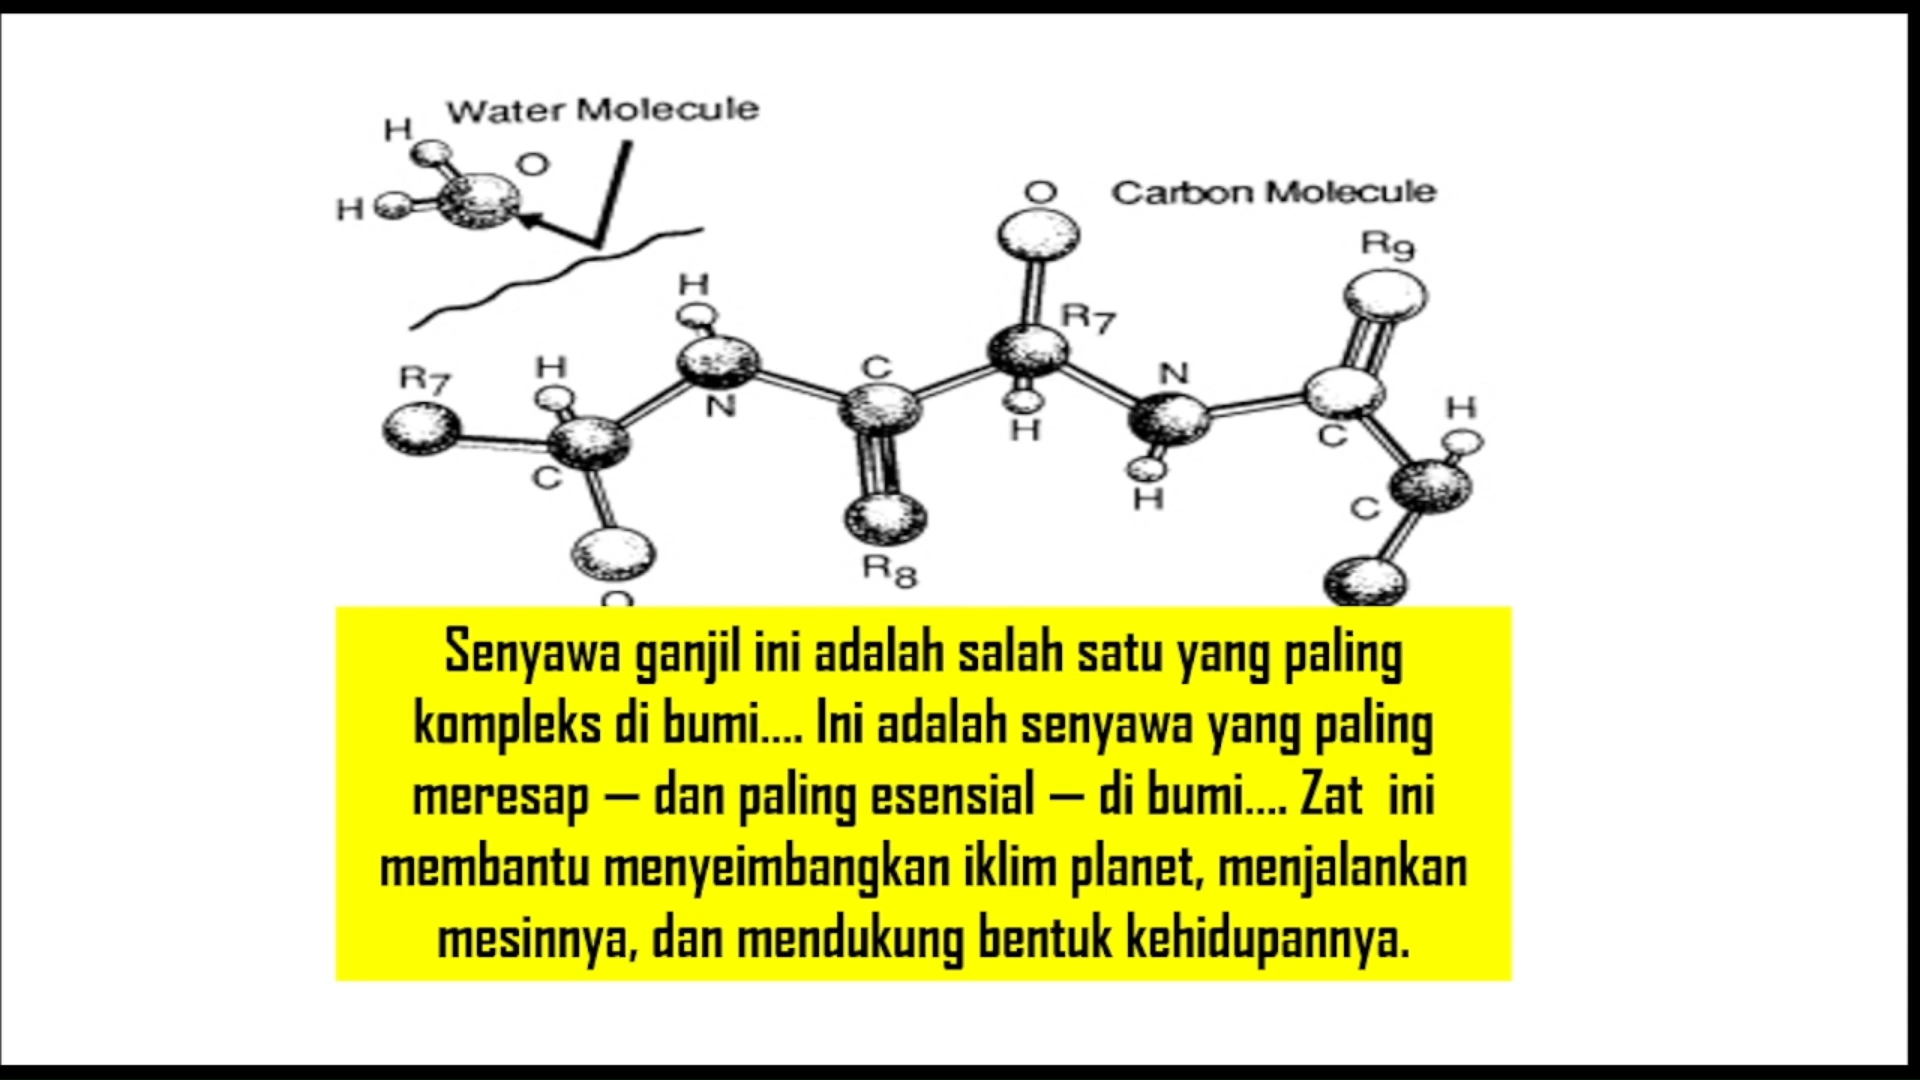 Water Molecule
H
O
H
Carbon Molecule
O
R9
H
R7
R7
H
C
N
H
N
C
H
C
H
C
R8
H
C
O
Senyawa ganjil ini adalah salah satu yang paling
kompleks di bumi.... Ini adalah senyawa yang paling
meresap – dan paling esensial – di bumi.... Zat ini
membantu menyeimbangkan iklim planet, menjalankan
mesinnya, dan mendukung bentuk kehidupannya.